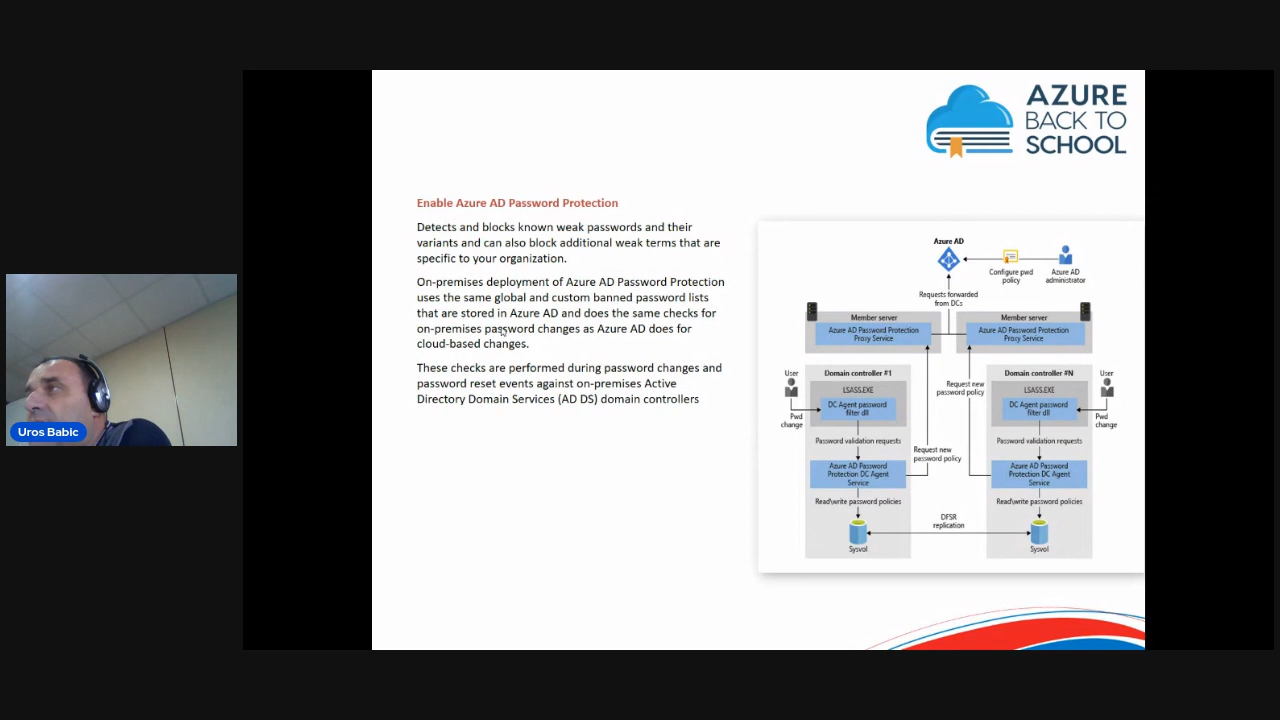 AZURE
BACK TO
SCHOOL
Enable Azure AD Password Protection
Detects and blocks known weak passwords and their
variants and can also block additional weak terms that are
specific to your organization.
On-premises deployment of Azure AD Password Protection
uses the same global and custom banned password lists
that are stored in Azure AD and does the same checks for
on-premises password changes as Azure AD does for
cloud-based changes.
These checks are performed during password changes and
password reset events against on-premises Active
Directory Domain Services (AD DS) domain controllers
Azure AD
Configure pwd
policy
Azure AD
administrator
Requests forwarded
from DCs
Member server
Azure AD Password Protection
Proxy Service
Member server
Azure AD Password Protection
Proxy Service
User
Pwd
change
Domain controller #1
LSASS.EXE
DC Agent password
filter dll
Password validation requests
Azure AD Password
Protection DC Agent
Service
Read\write password policies
Sysvol
Request new
password policy
Request new
password policy
DFSR
replication
Domain controller #N
LSASS.EXE
DC Agent password
filter dll
Password validation requests
Azure AD Password
Protection DC Agent
Service
Read\write password policies
Sysvol
User
Pwd
change
Uros Babic